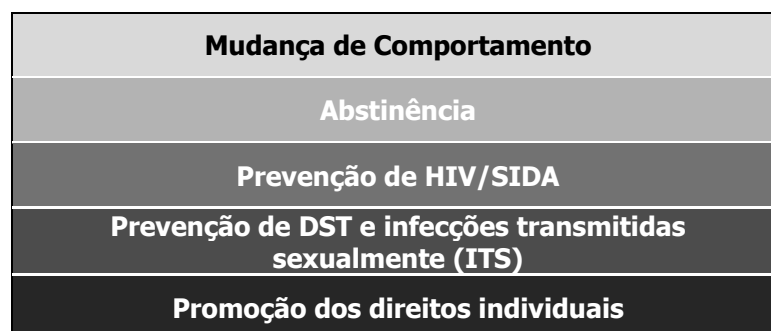 Mudança de Comportamento
Abstinência
Prevenção de HIV/SIDA
Prevenção de DST e infecções transmitidas
sexualmente (ITS)
Promoção dos direitos individuais